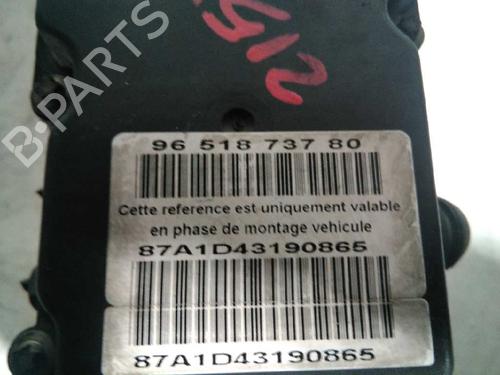 B-PARTS
96 518 737 80
Cette reference est uniquement valable
en phase de montage vehicule
87A1D43190865
87A1D43190865